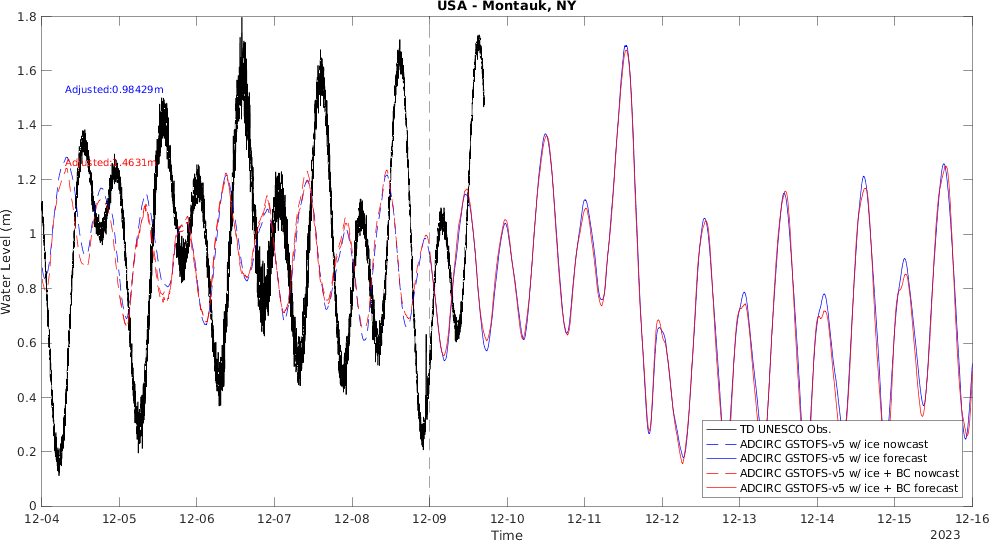 USA - Montauk, NY
1.8
1.6
1.4
1.2
1
0.8
0.6
0.4
0.2
0
Water Level (m)
Adjusted:0.98429m
Adjusted: .4631m
TD UNESCO Obs.
ADCIRC GSTOFS-v5 w/ ice nowcast
ADCIRC GSTOFS-v5 w/ ice forecast
ADCIRC GSTOFS-v5 w/ ice + BC nowcast
ADCIRC GSTOFS-v5 w/ ice + BC forecast
12-04 12-05 12-06 12-07 12-08 12-09 12-10 12-11 12-12 12-13 12-14 12-15 12-16
Time
2023